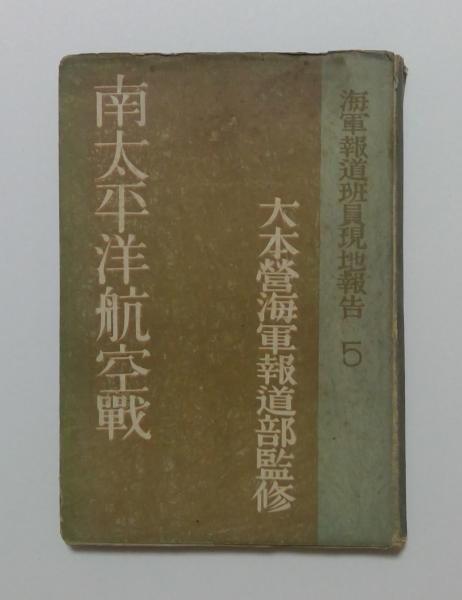 海軍報道班員現地報告 5
大本營海軍報道部監修
南太平洋航空戰